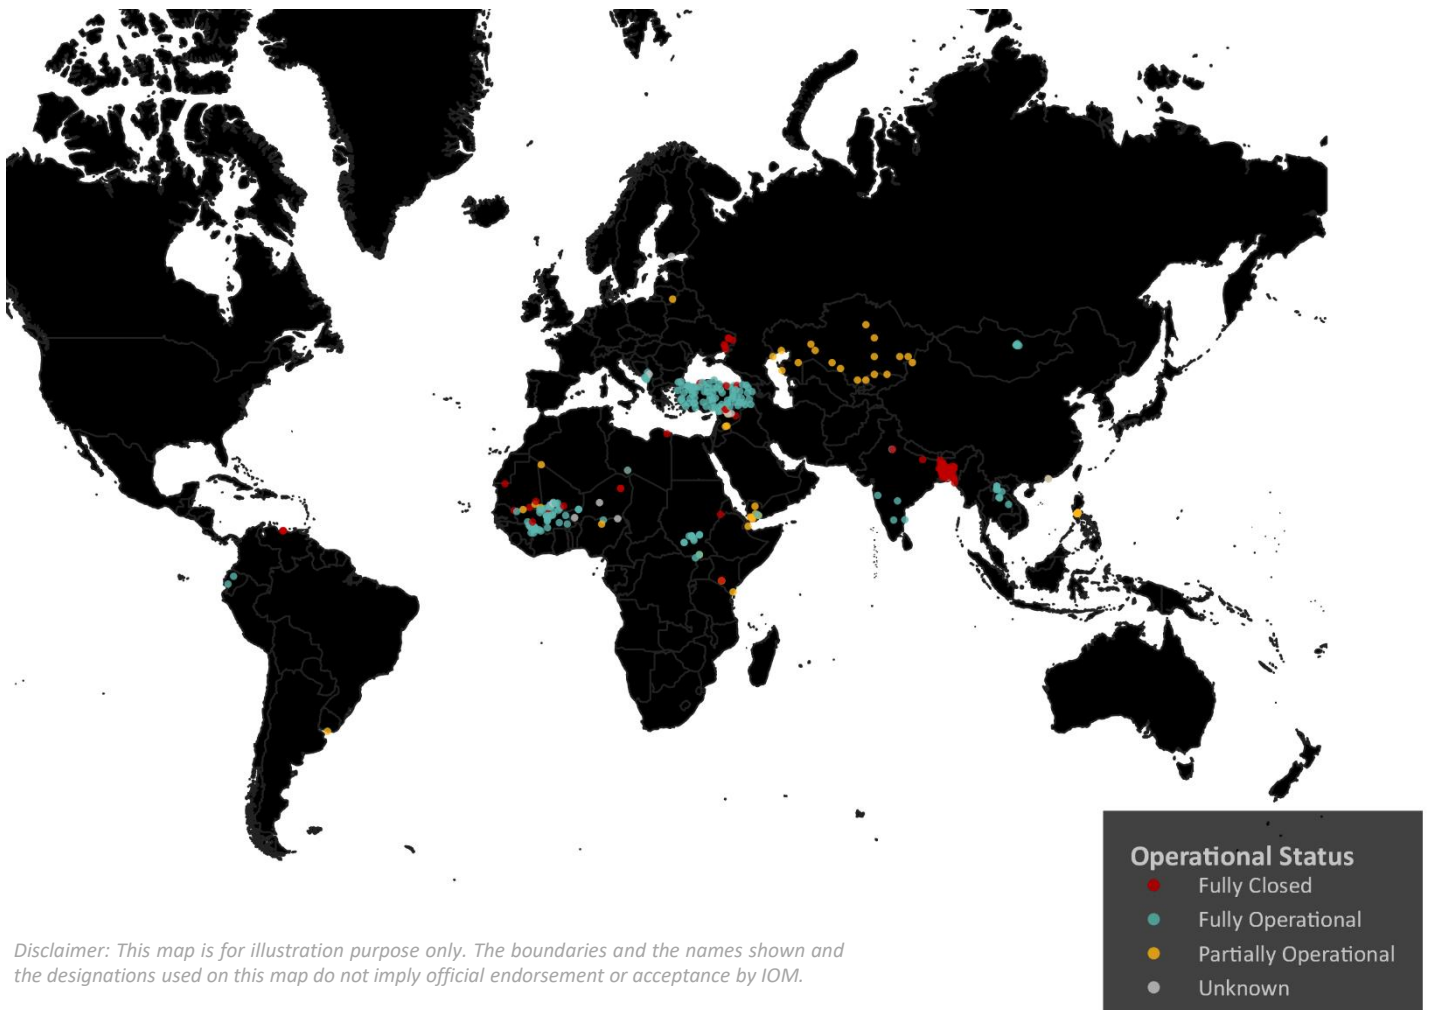 Operational Status
Fully Closed
Fully Operational
Partially Operational
Unknown
Disclaimer: This map is for illustration purpose only. The boundaries and the names shown and
the designations used on this map do not imply official endorsement or acceptance by IOM.